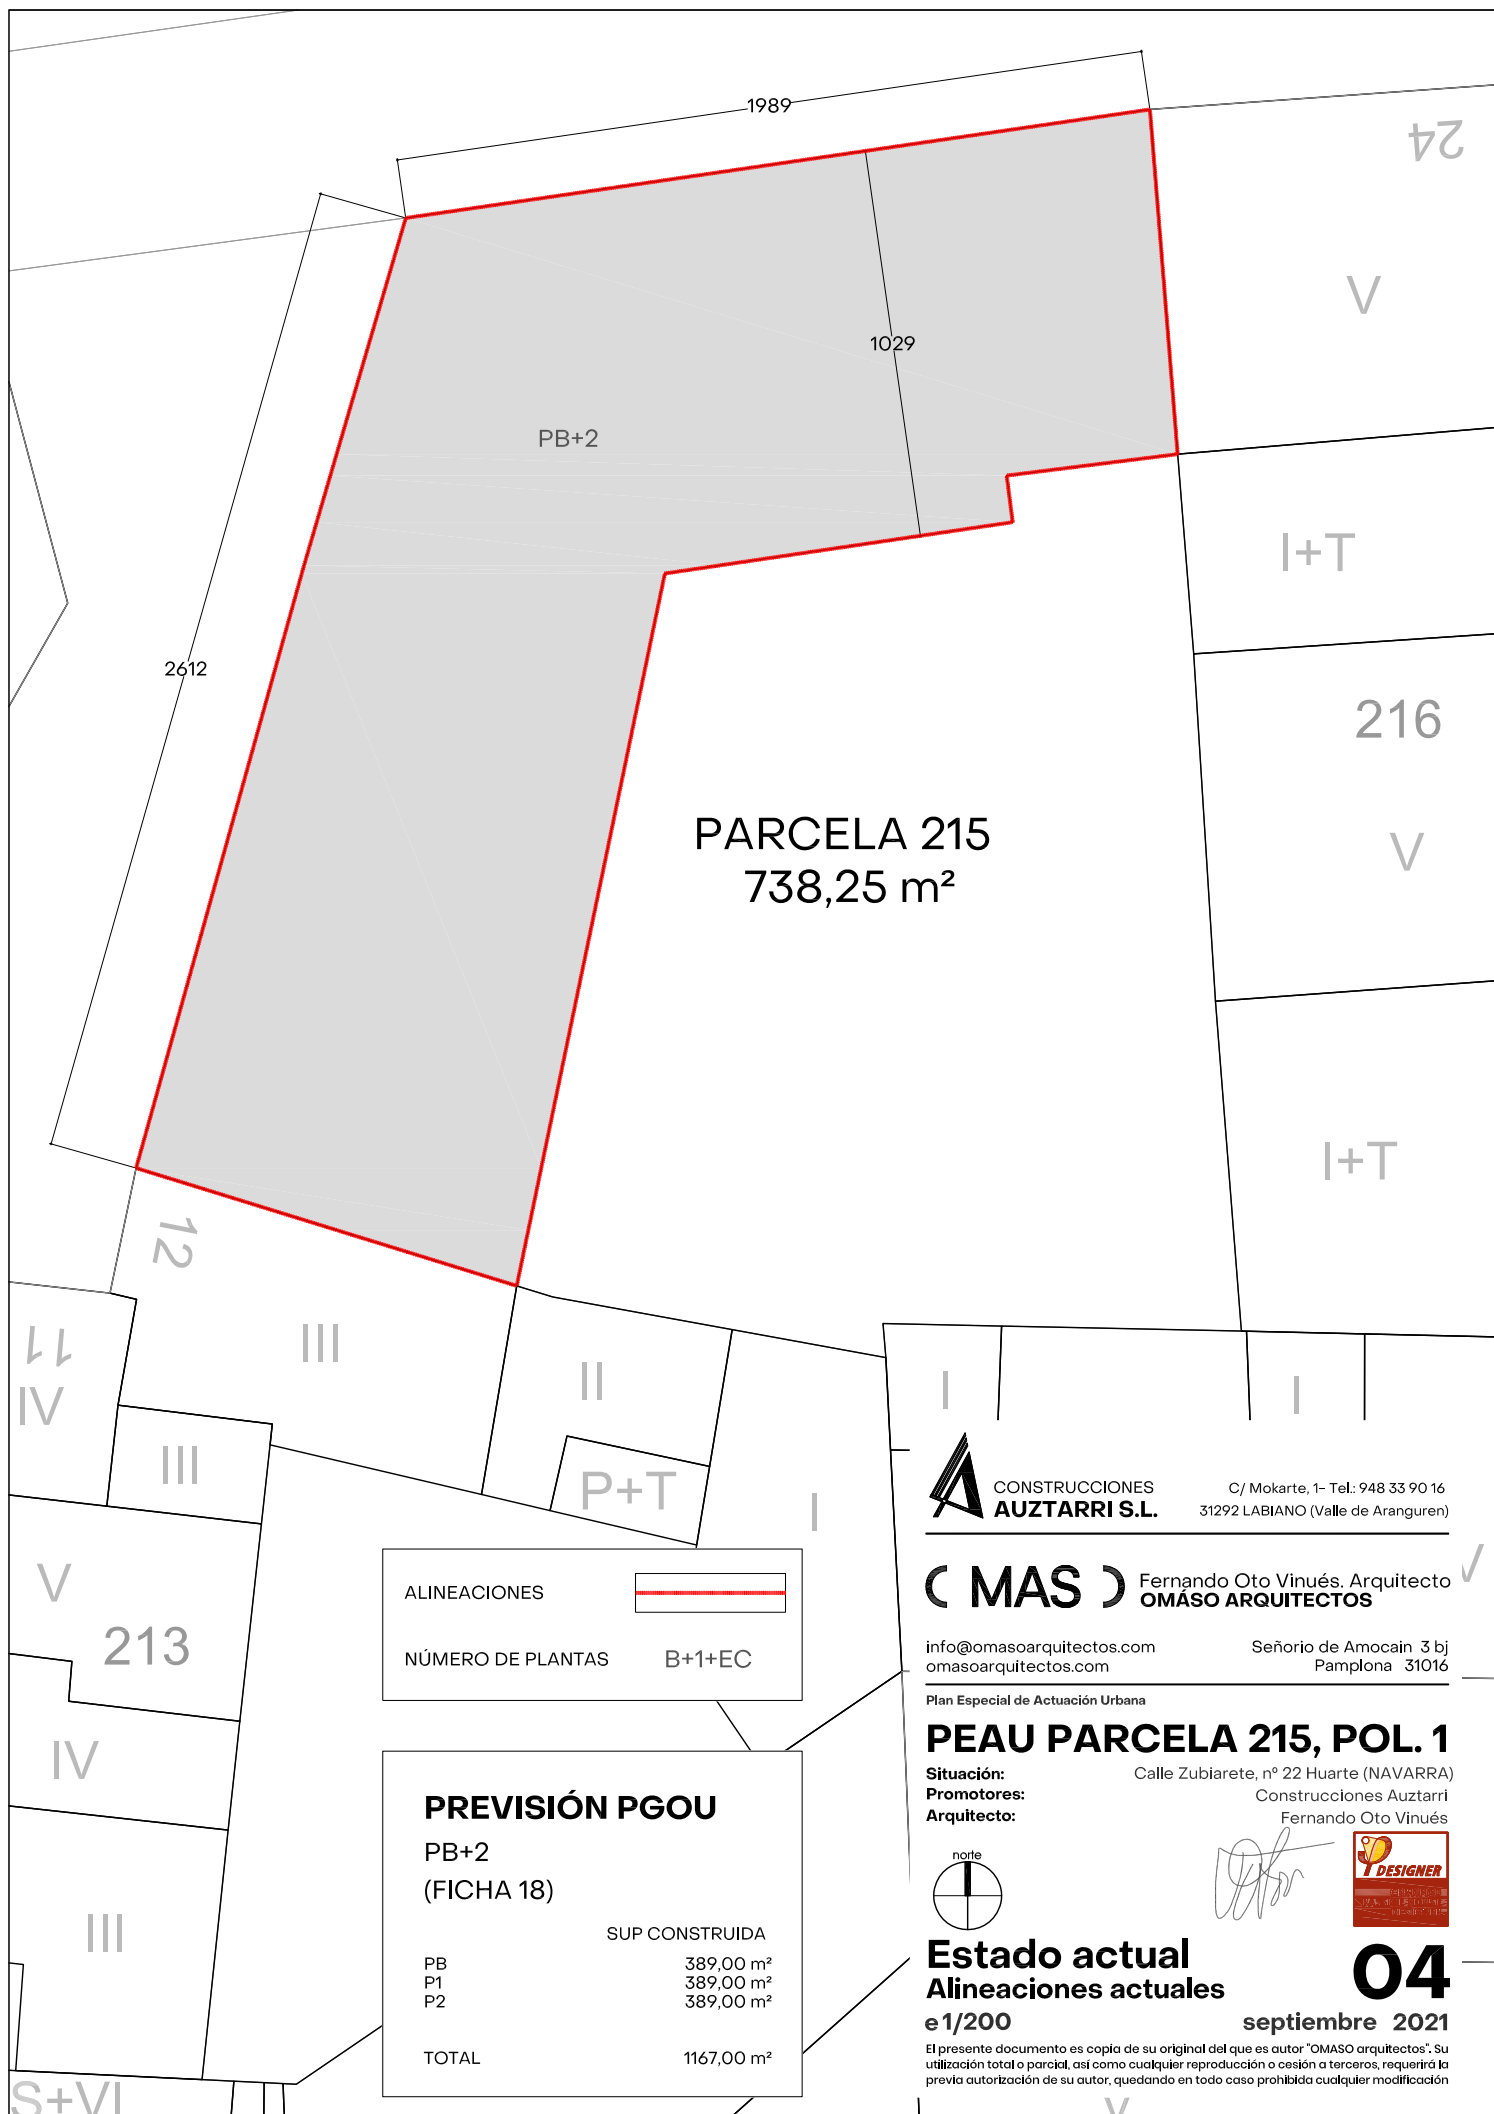 1989
24
V
1029
PB+2
I+T
2612
216
V
PARCELA 215
738,25 m²
I+T
12
11
IV
III
II
I
I
III
P+T
I
CONSTRUCCIONES
AUZTARRI S.L.
C/ Mokarte, 1- Tel.: 948 33 90 16
31292 LABIANO (Valle de Aranguren)
V
213
IV
III
S+VI
V
V
ALINEACIONES
NÚMERO DE PLANTAS B+1+EC
MAS
Fernando Oto Vinués. Arquitecto
OMÁSO ARQUITECTOS
info@omasoarquitectos.com
omasoarquitectos.com
Señorio de Amocain 3 bj
Pamplona 31016
Plan Especial de Actuación Urbana
PEAU PARCELA 215, POL. 1
Situación: Calle Zubiarete, nº 22 Huarte (NAVARRA)
Promotores: Construcciones Auztarri
Arquitecto: Fernando Oto Vinués
norte
DESIGNER
PREVISIÓN PGOU
PB+2
(FICHA 18)
SUP CONSTRUIDA
PB 389,00 m²
P1 389,00 m²
P2 389,00 m²
TOTAL 1167,00 m²
Estado actual
Alineaciones actuales
04
e 1/200 septiembre 2021
El presente documento es copia de su original del que es autor "OMASO arquitectos". Su
utilización total o parcial, así como cualquier reproducción o cesión a terceros, requerirá la
previa autorización de su autor, quedando en todo caso prohibida cualquier modificación